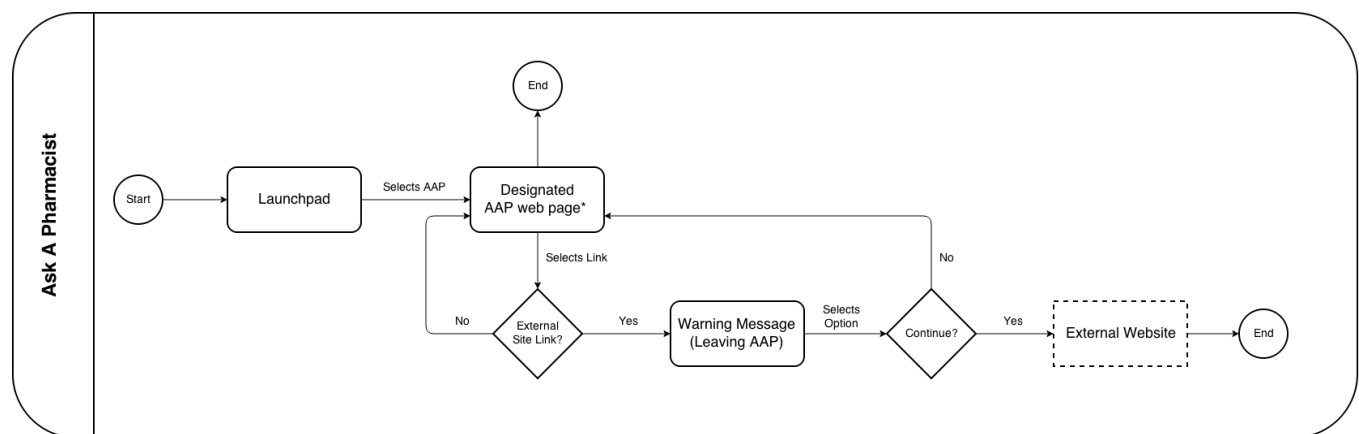 Ask A Pharmacist
End
Start
Launchpad
Selects AAP
Designated
AAP web page*
Selects Link
No
No
External
Site Link?
Yes
Warning Message
(Leaving AAP)
Selects
Option
Continue?
Yes
External Website
End